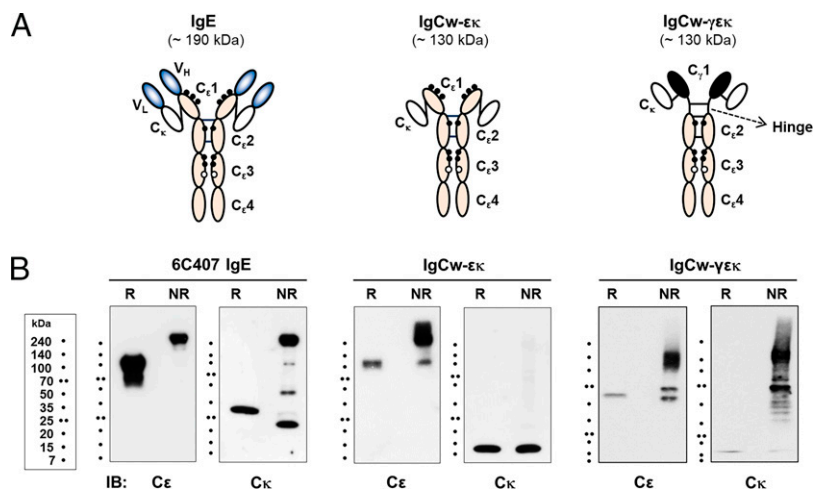 A
IgE
(~ 190 kDa)
IgCw-εκ
(~ 130 kDa)
IgCw-γεκ
(~ 130 kDa)
VH
Cε1
VL
Cκ
Cε2
Cε3
Cε4
Cκ
Cε2
Cε3
Cε4
Cγ1
Cκ
Hinge
Cε2
Cε3
Cε4
B
6C407 IgE
IgCw-εκ
IgCw-γεκ
R NR R NR
R NR R NR
R NR R NR
kDa
240
140
100
70
50
35
25
20
15
7
IB: Cε Cκ Cε Cκ Cε Cκ